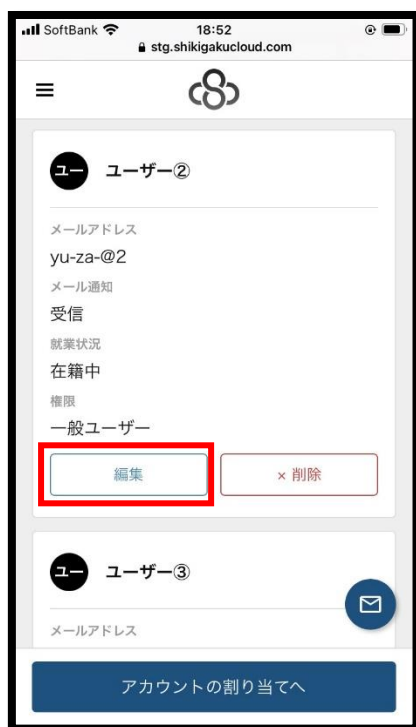 SoftBank 18:52
stg.shikigakucloud.com
ユー ユーザー②
メールアドレス
yu-za-@2
メール通知
受信
就業状況
在籍中
権限
一般ユーザー
編集 × 削除
ユー ユーザー③
メールアドレス
アカウントの割り当てへ